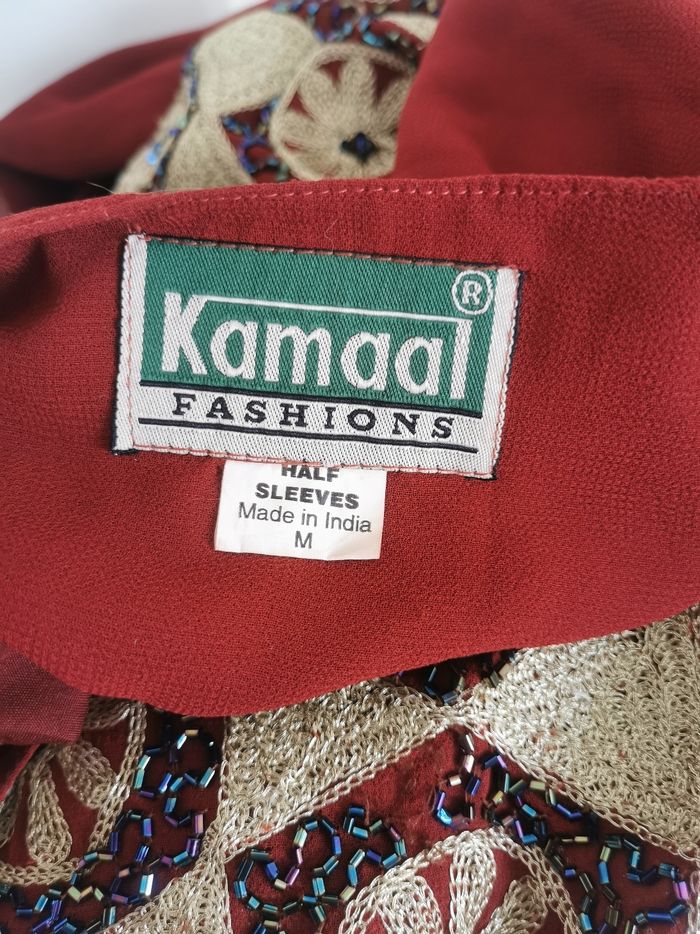 Kamaal ®
FASHIONS
HALF
SLEEVES
Made in India
M